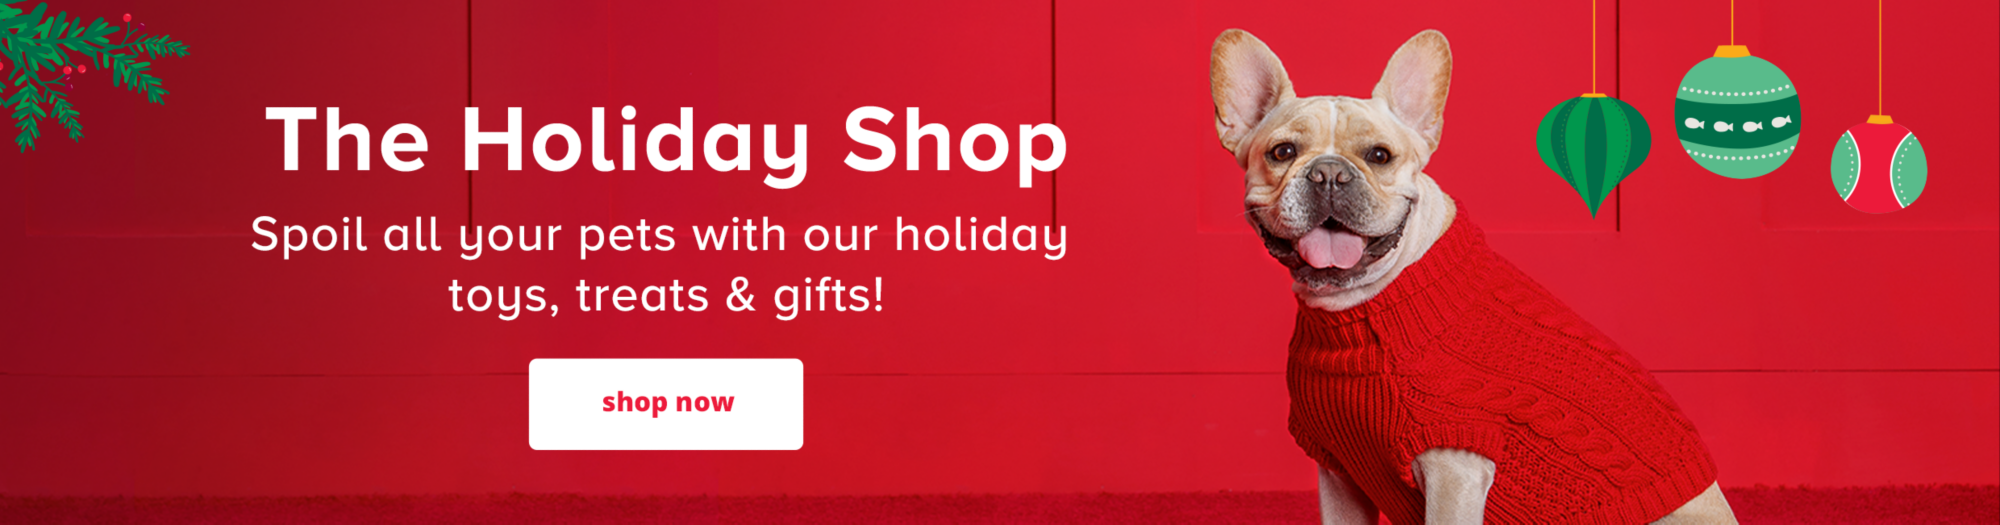 The Holiday Shop
Spoil all your pets with our holiday
toys, treats & gifts!
shop now